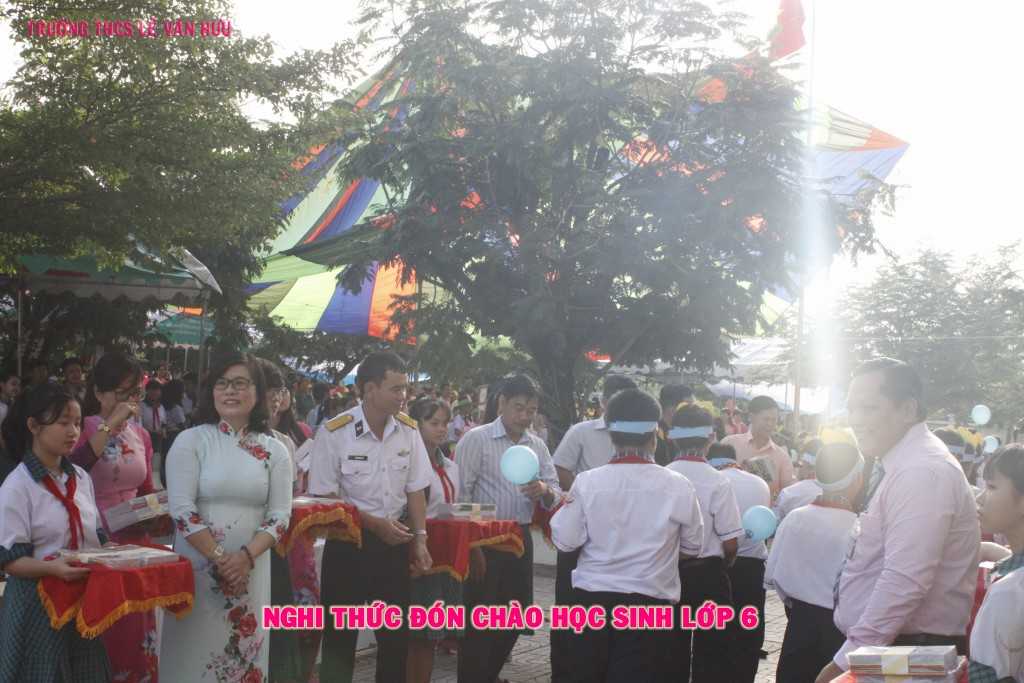 TRƯỜNG THCS LÊ VĂN HƯU
NGHI THỨC ĐÓN CHÀO HỌC SINH LỚP 6